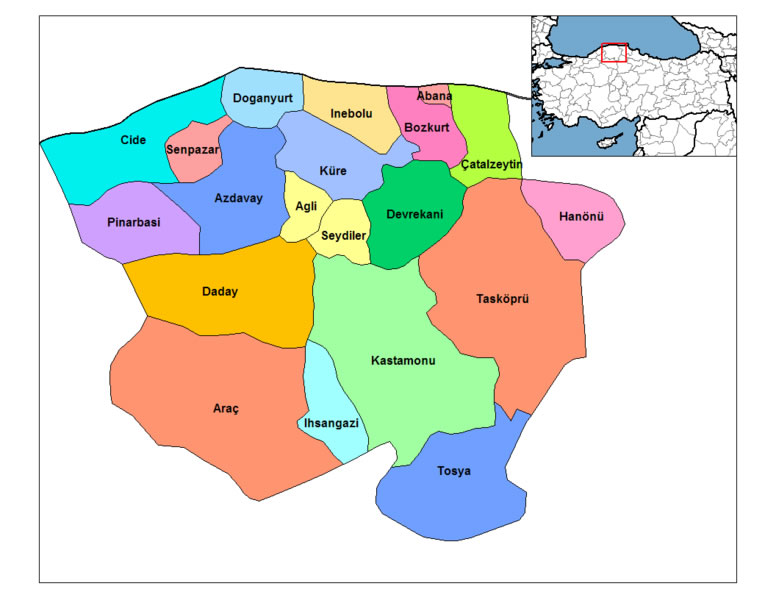 Abana
Doganyurt
Inebolu
Bozkurt
Cide
Senpazar
Çatalzeytin
Küre
Azdavay
Agli
Devrekani
Hanönü
Pinarbasi
Seydiler
Daday
Tasköprü
Kastamonu
Araç
Ihsangazi
Tosya